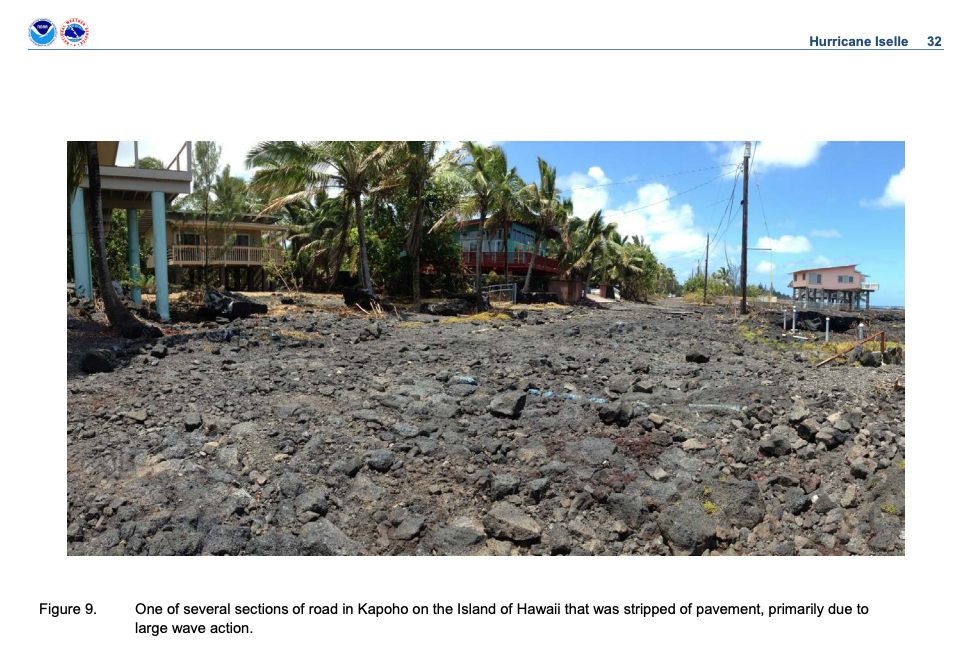 Hurricane Iselle 32
Figure 9. One of several sections of road in Kapoho on the Island of Hawaii that was stripped of pavement, primarily due to
large wave action.